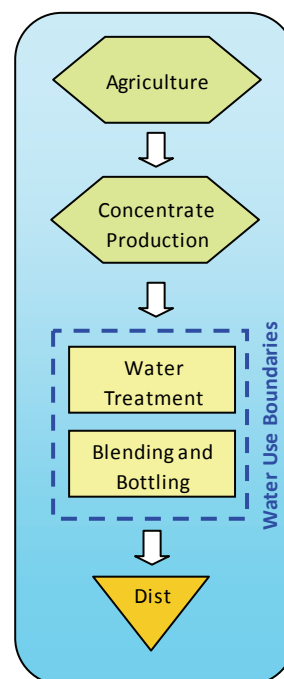 Agriculture
Concentrate
Production
Water
Treatment
Blending and
Bottling
Water Use Boundaries
Dist